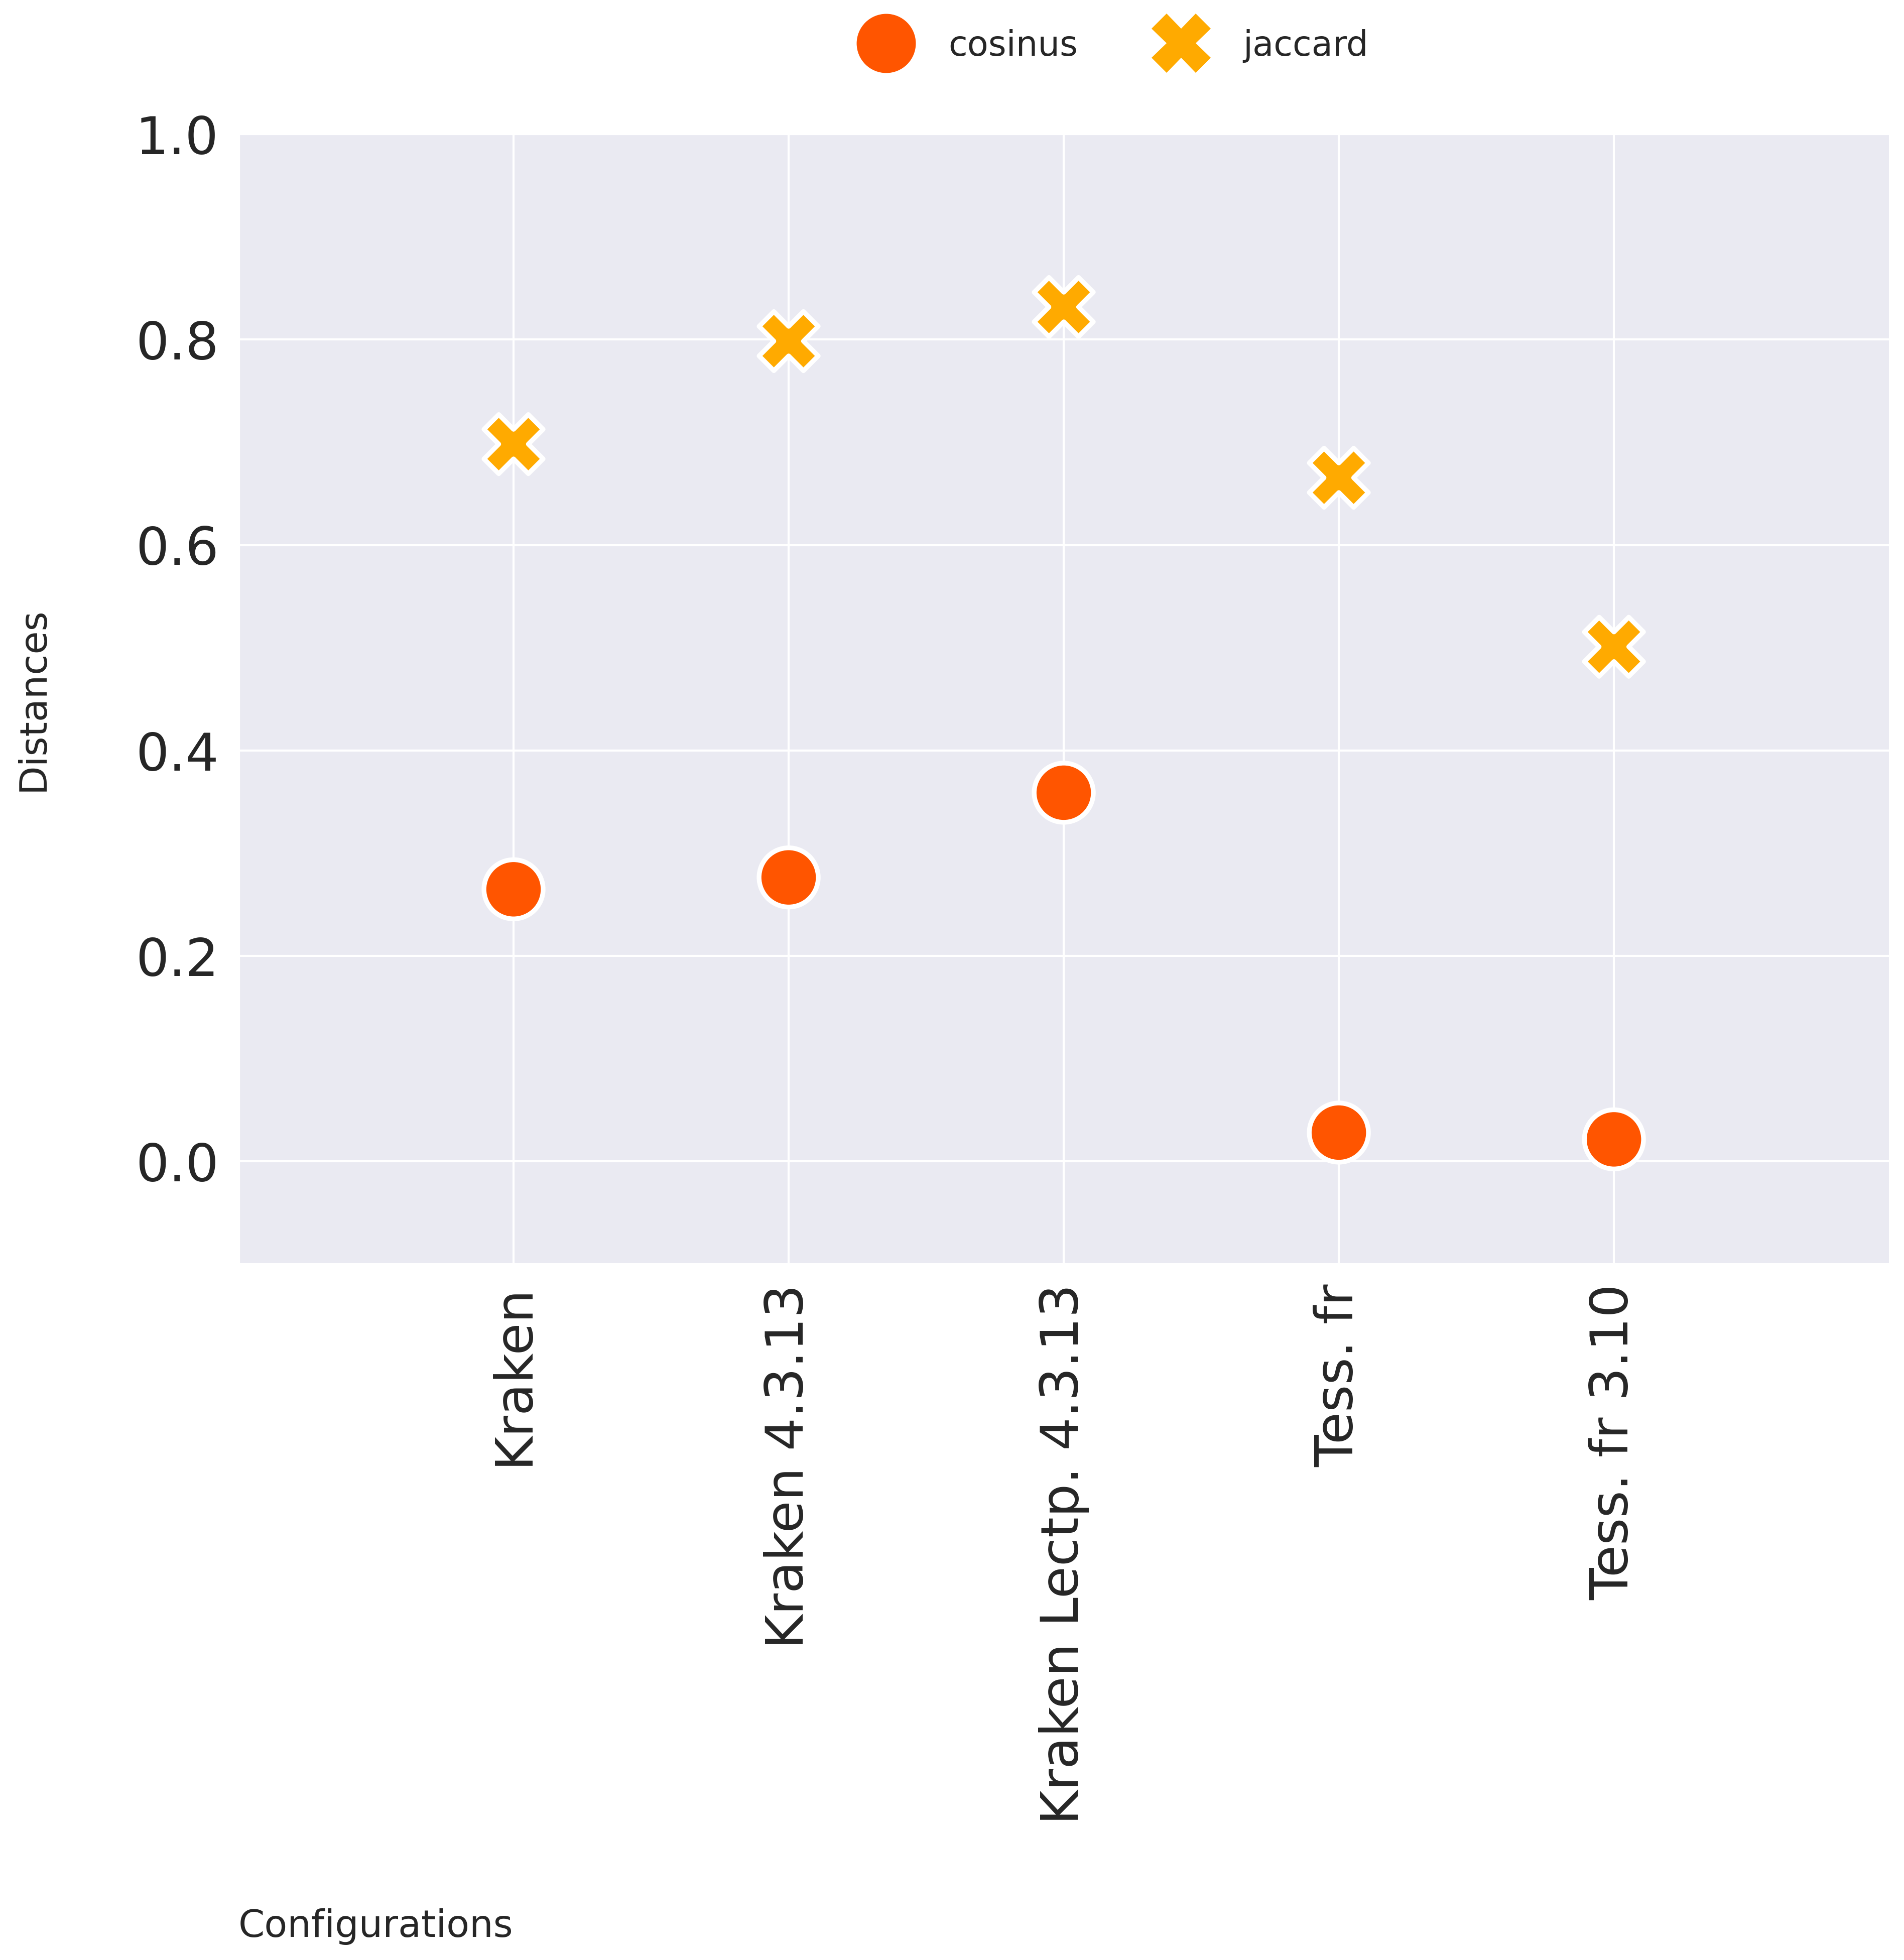 cosinus jaccard
1.0
0.8
0.6
0.4
0.2
0.0
Distances
Kraken
Kraken 4.3.13
Kraken Lectp. 4.3.13
Tess. fr
Tess. fr 3.10
Configurations